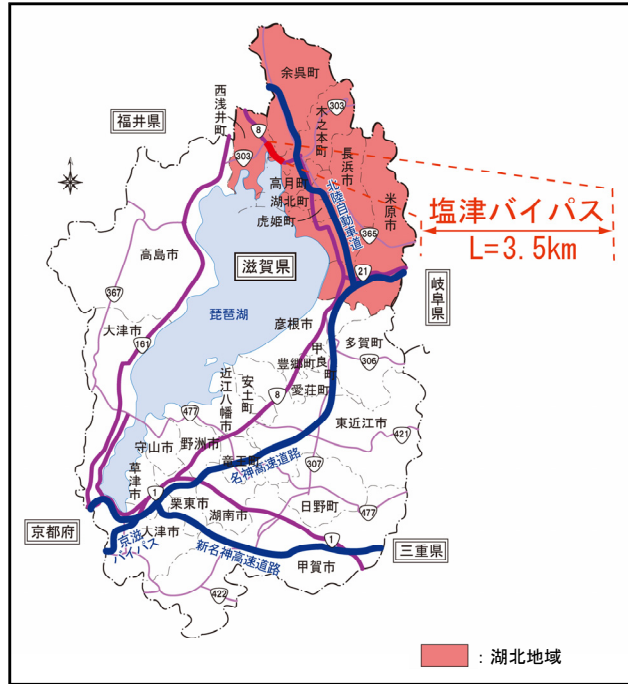 余呉町
303
西浅井町
8
福井県
木之本町
303
長浜市
高月町
湖北町
虎姫町
北陸自動車道
米原市
365
塩津バイパス
L=3.5km
滋賀県
高島市
21
岐阜県
367
琵琶湖
大津市
161
彦根市
多賀町
甲良町
豊郷町
306
愛荘町
8
安土町
近江八幡市
477
東近江市
421
守山市
野洲市
竜王町
名神高速道路
307
草津市
1
栗東市
湖南市
日野町
477
京都府
大津市
京滋バイパス
新名神高速道路
1
三重県
甲賀市
422
:湖北地域